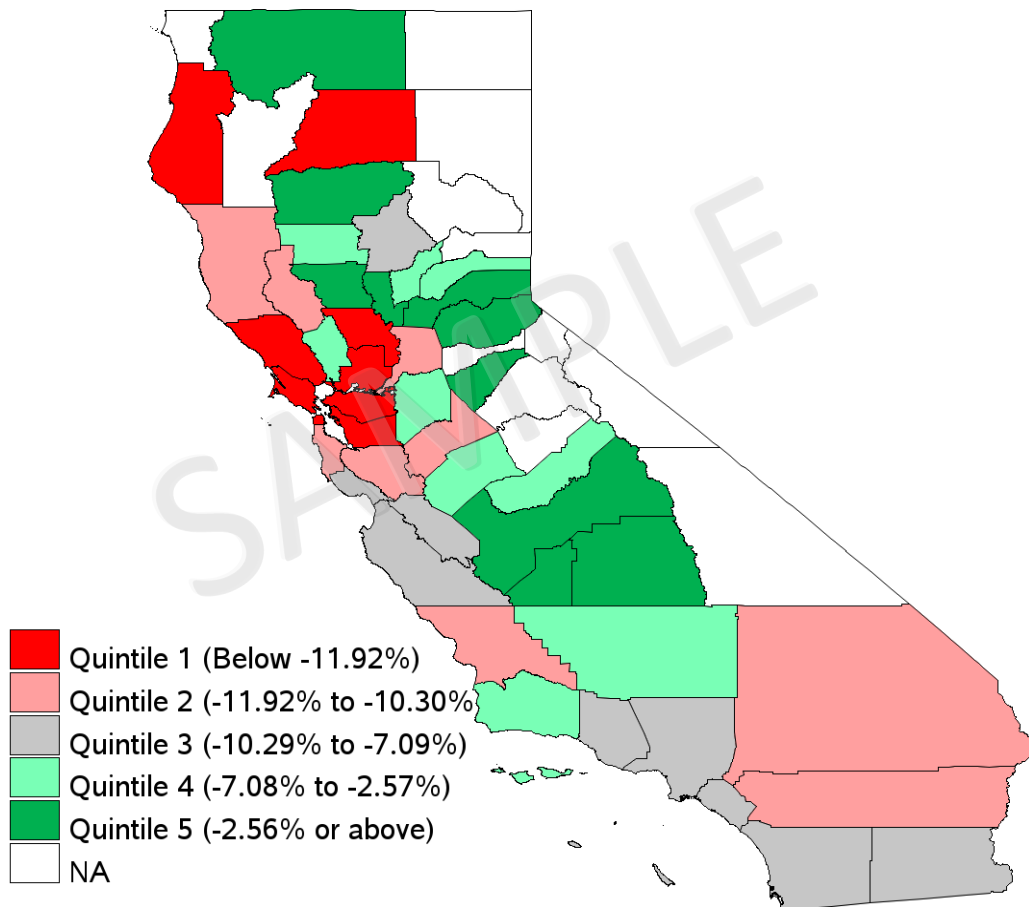 SAMPLE
Quintile 1 (Below -11.92%)
Quintile 2 (-11.92% to -10.30%
Quintile 3 (-10.29% to -7.09%)
Quintile 4 (-7.08% to -2.57%)
Quintile 5 (-2.56% or above)
NA